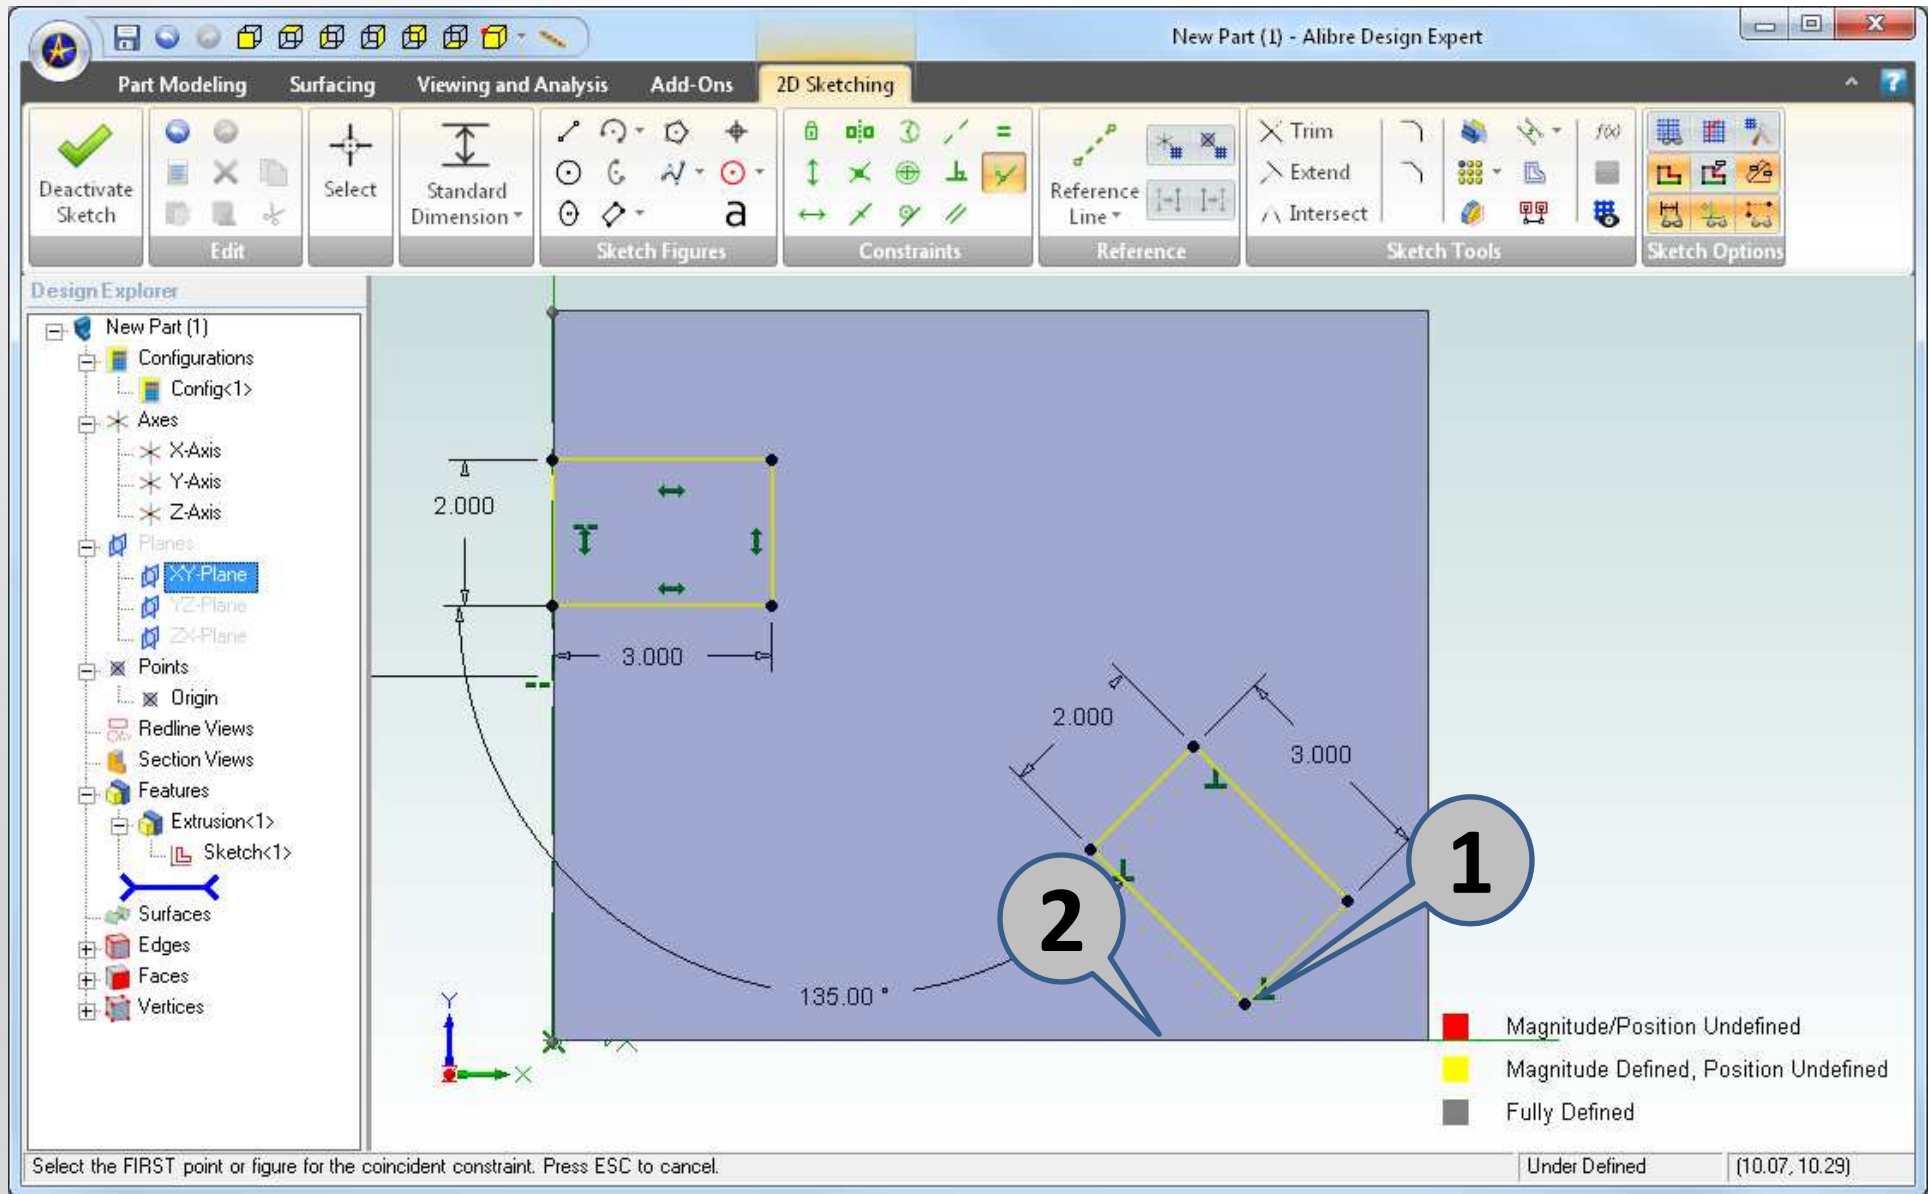 New Part (1) - Alibre Design Expert
Part Modeling Surfacing Viewing and Analysis Add-Ons 2D Sketching
Deactivate Sketch
Edit
Select
Standard Dimension
a
Sketch Figures
Constraints
Reference Line
Reference
Trim
Extend
Intersect
f(x)
Sketch Tools
Sketch Options
Design Explorer
New Part (1)
Configurations
Config<1>
Axes
X-Axis
Y-Axis
Z-Axis
Planes
XY-Plane
YZ-Plane
ZX-Plane
Points
Origin
Redline Views
Section Views
Features
Extrusion<1>
Sketch<1>
Surfaces
Edges
Faces
Vertices
2.000
3.000
2.000
3.000
1
2
135.00 °
Y
X
Magnitude/Position Undefined
Magnitude Defined, Position Undefined
Fully Defined
Select the FIRST point or figure for the coincident constraint. Press ESC to cancel.
Under Defined
(10.07, 10.29)